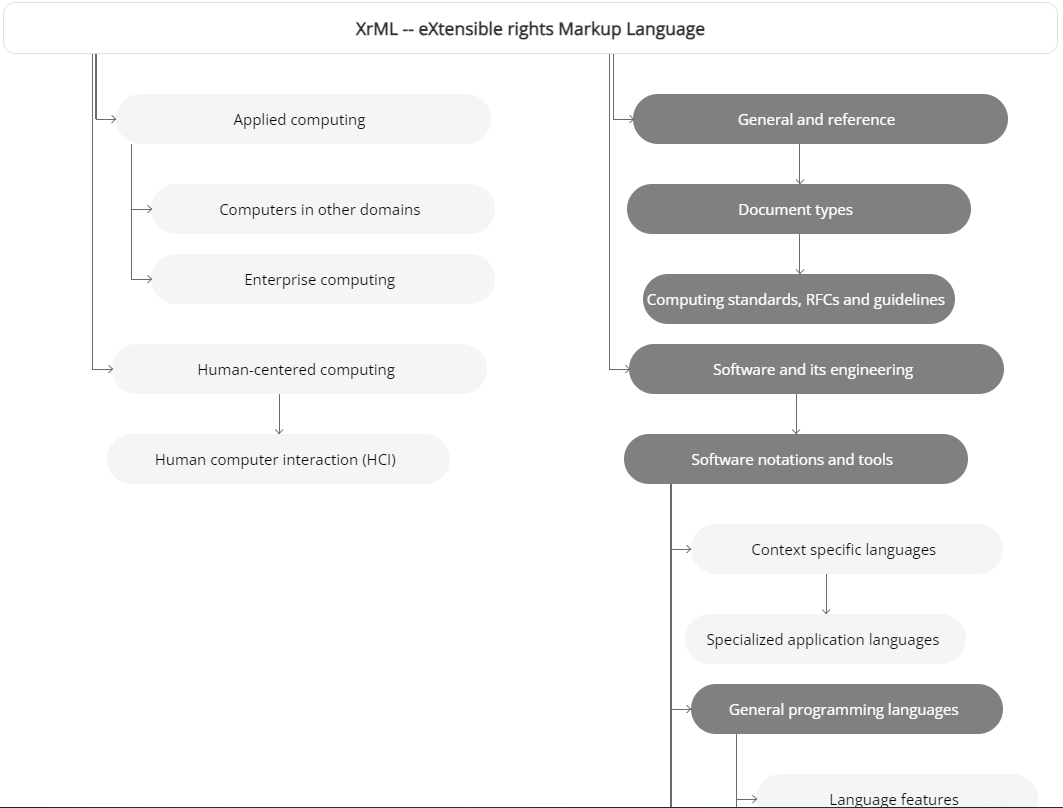 XrML -- eXtensible rights Markup Language
Applied computing
Computers in other domains
Enterprise computing
Human-centered computing
Human computer interaction (HCI)
General and reference
Document types
Computing standards, RFCs and guidelines
Software and its engineering
Software notations and tools
Context specific languages
Specialized application languages
General programming languages
Language features